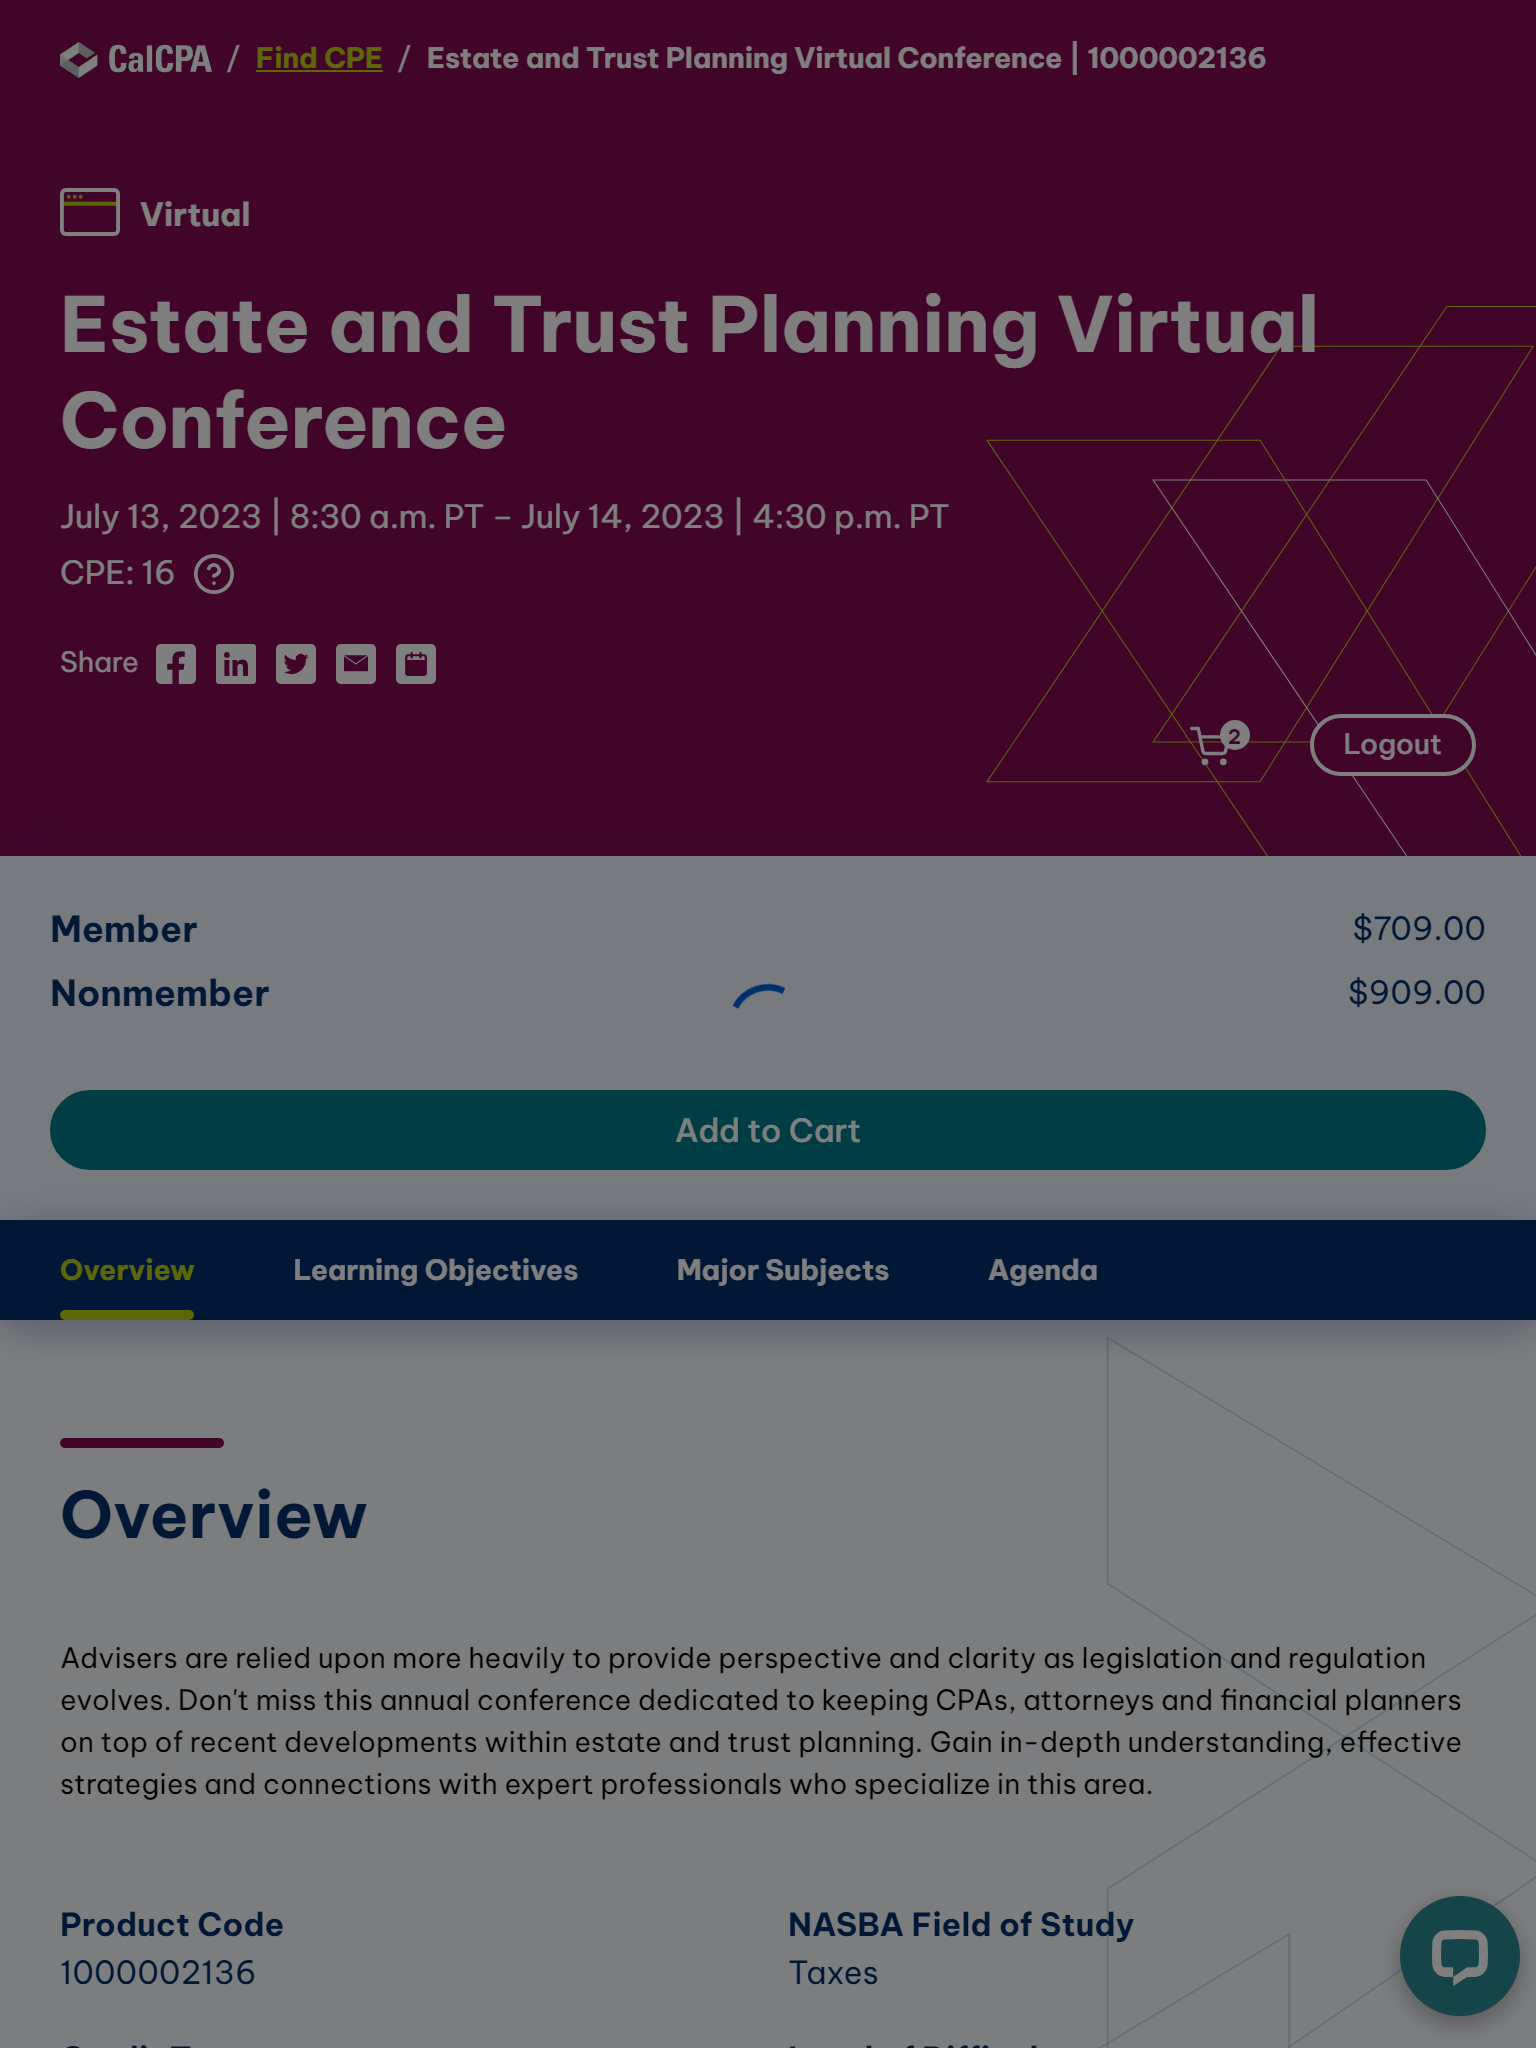 CalCPA / Find CPE / Estate and Trust Planning Virtual Conference | 1000002136
Virtual
Estate and Trust Planning Virtual
Conference
July 13, 2023 | 8:30 a.m. PT – July 14, 2023 | 4:30 p.m. PT
CPE: 16 ?
Share
2
Logout
Member $709.00
Nonmember $909.00
Add to Cart
Overview Learning Objectives Major Subjects Agenda
Overview
Advisers are relied upon more heavily to provide perspective and clarity as legislation and regulation
evolves. Don't miss this annual conference dedicated to keeping CPAs, attorneys and financial planners
on top of recent developments within estate and trust planning. Gain in-depth understanding, effective
strategies and connections with expert professionals who specialize in this area.
Product Code NASBA Field of Study
1000002136 Taxes